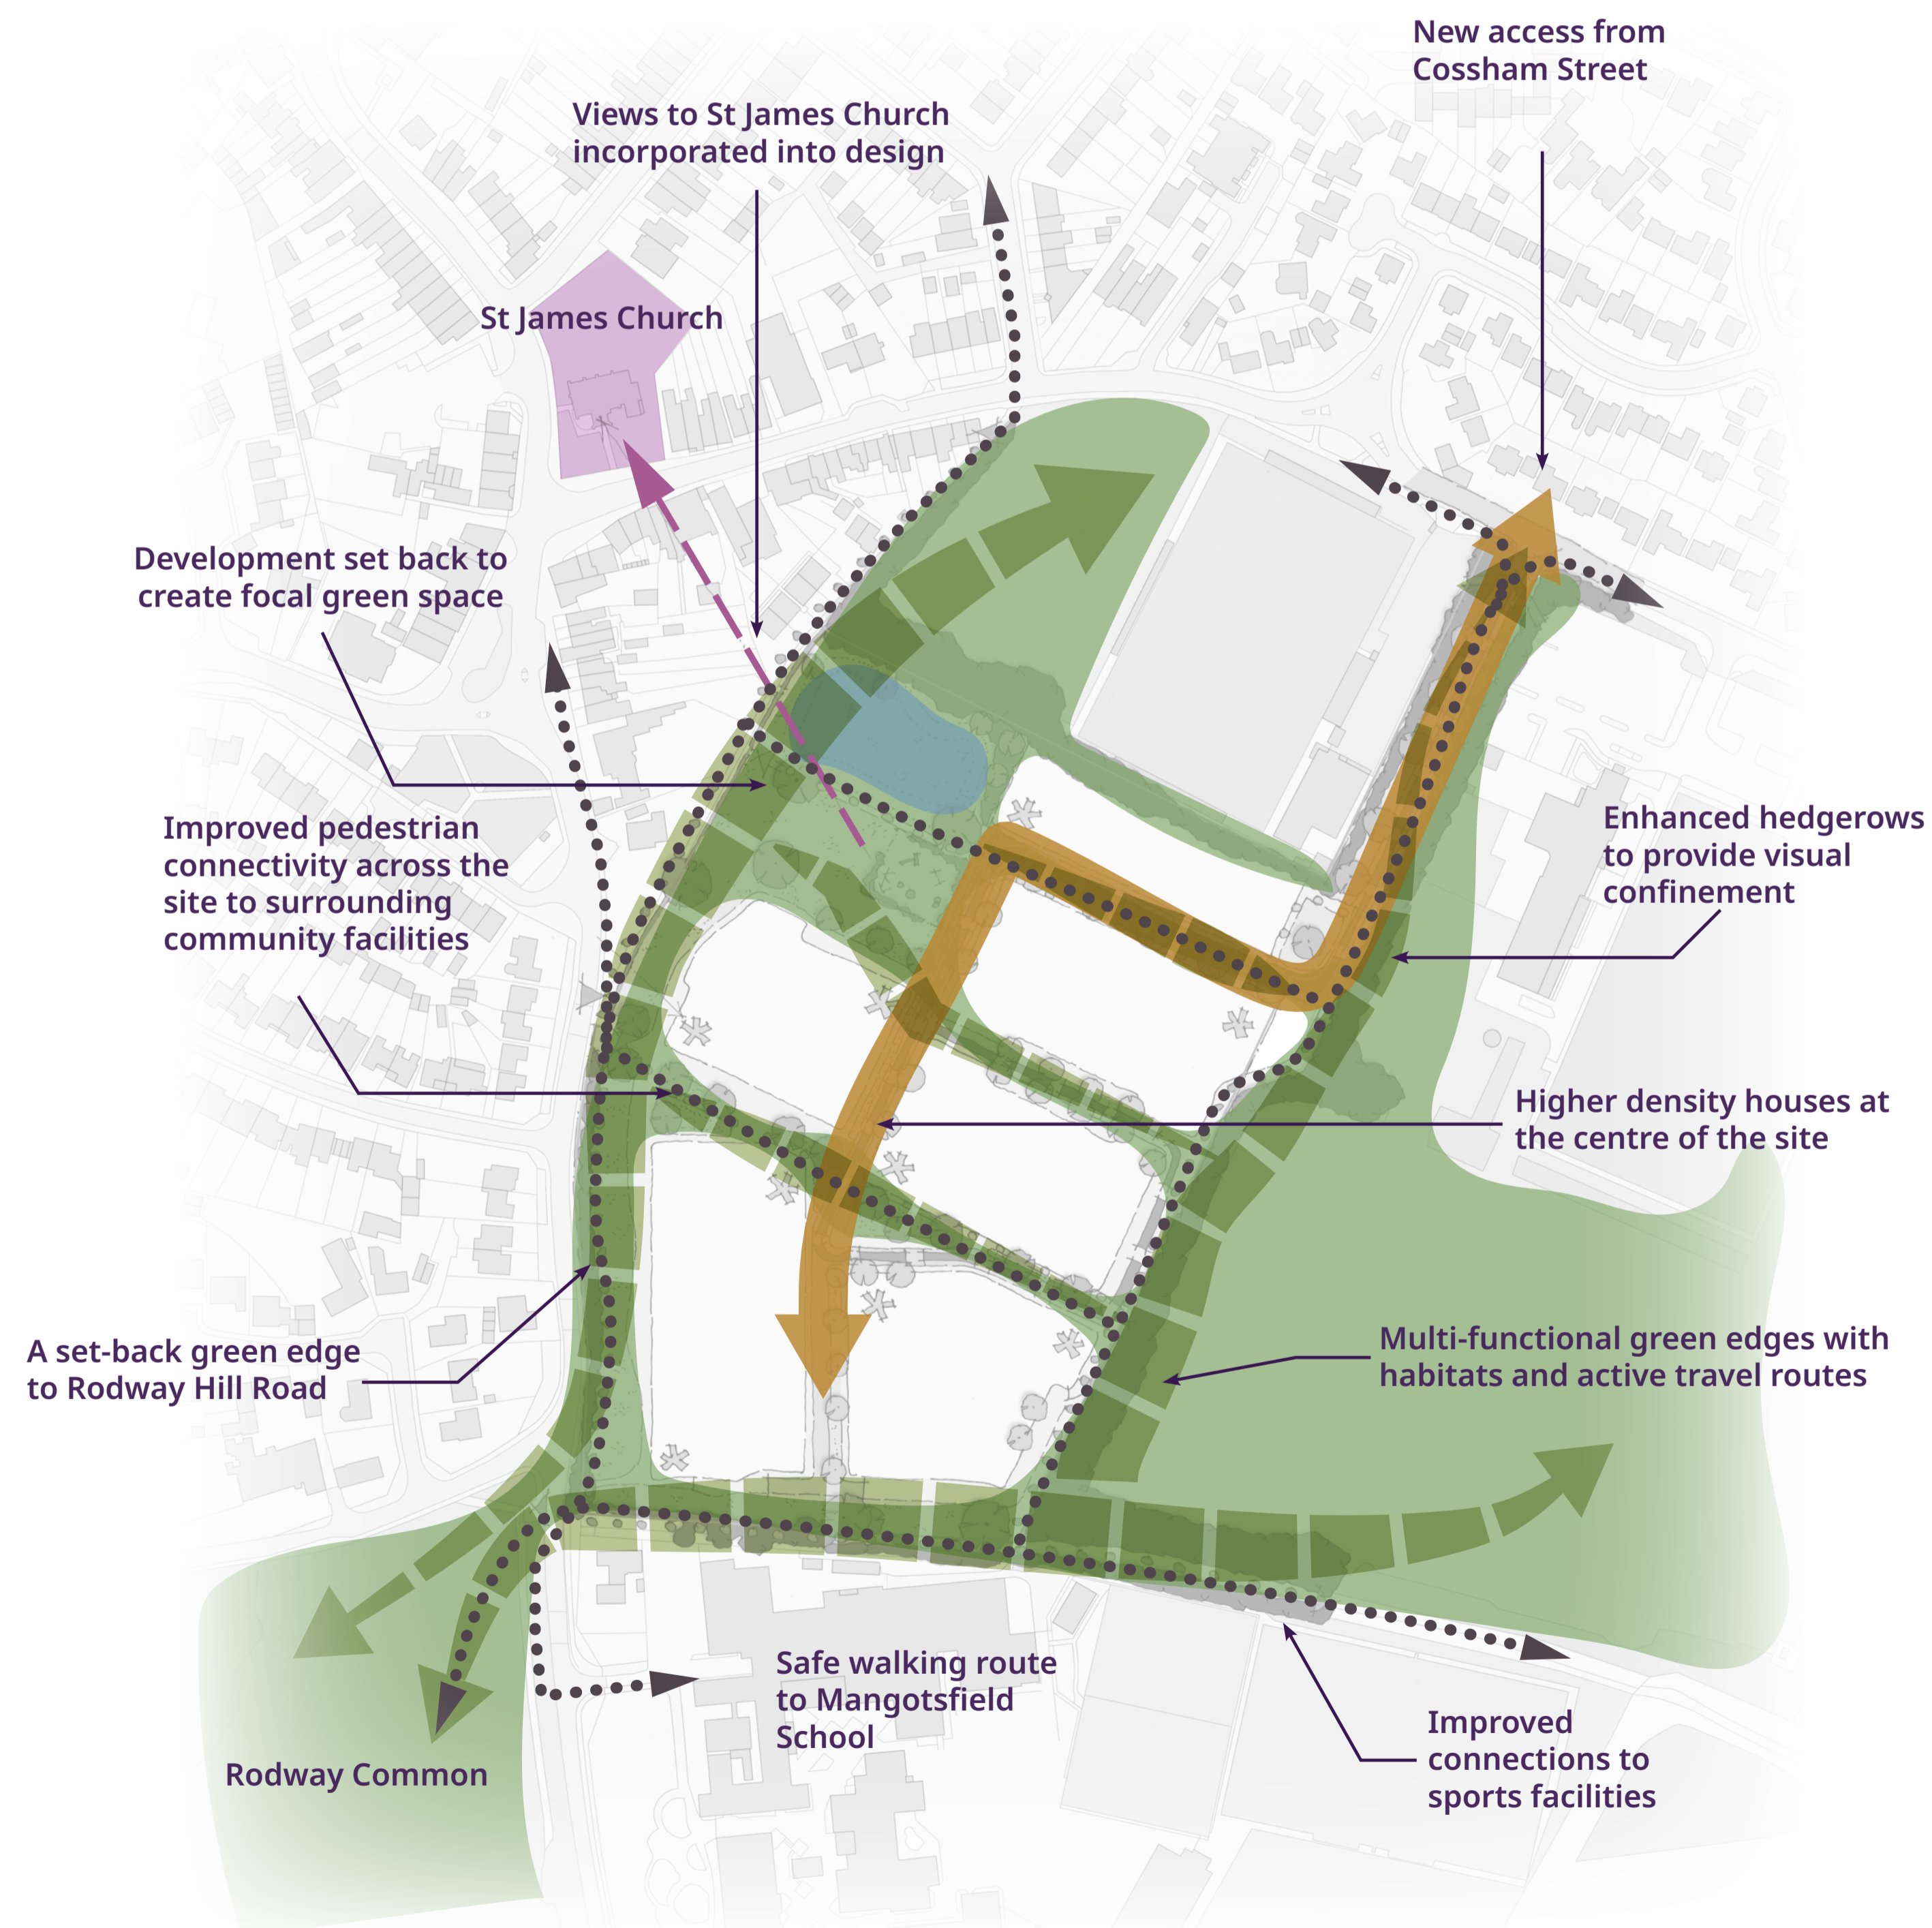 New access from
Cossham Street
Views to St James Church
incorporated into design
St James Church
Development set back to
create focal green space
Improved pedestrian
connectivity across the
site to surrounding
community facilities
Enhanced hedgerows
to provide visual
confinement
Higher density houses at
the centre of the site
A set-back green edge
to Rodway Hill Road
Multi-functional green edges with
habitats and active travel routes
Safe walking route
to Mangotsfield
School
Rodway Common
Improved
connections to
sports facilities